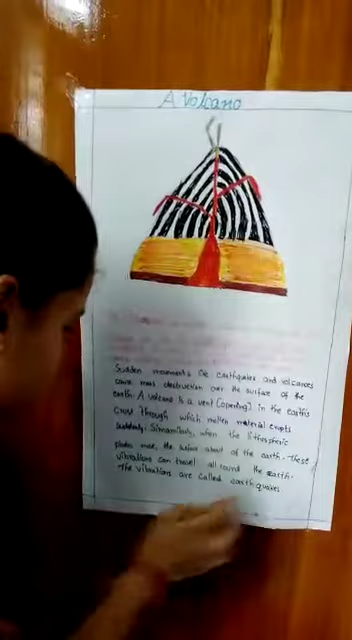 A Volcano
Sudden movements like earthquakes and volcanoes
cause mass destruction over the surface of the
earth. A volcano is a vent (opening) in the earth's
crust through which molten material erupts
suddenly. Similarly, when the lithospheric
plates move, the surface of the earth. These
vibrations can travel all round the earth.
The vibrations are called earthquakes